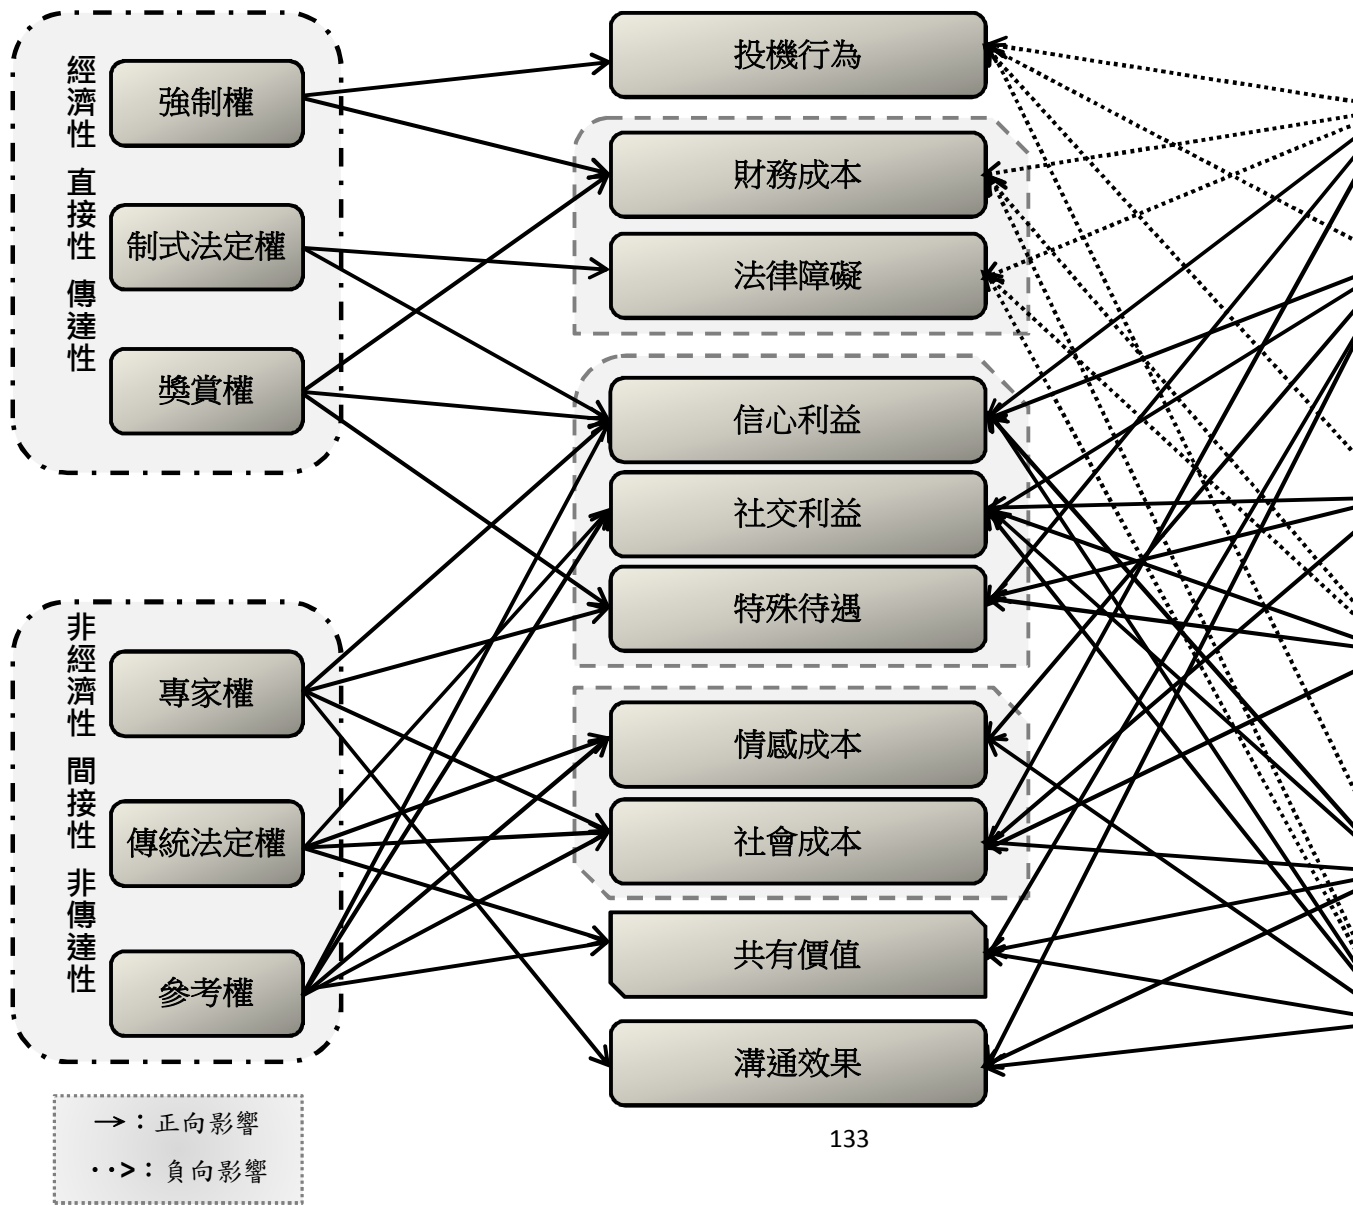 經濟性 直接性 傳達性
強制權
制式法定權
獎賞權
非經濟性 間接性 非傳達性
專家權
傳統法定權
參考權
投機行為
財務成本
法律障礙
信心利益
社交利益
特殊待遇
情感成本
社會成本
共有價值
溝通效果
→：正向影響
··>：負向影響
133